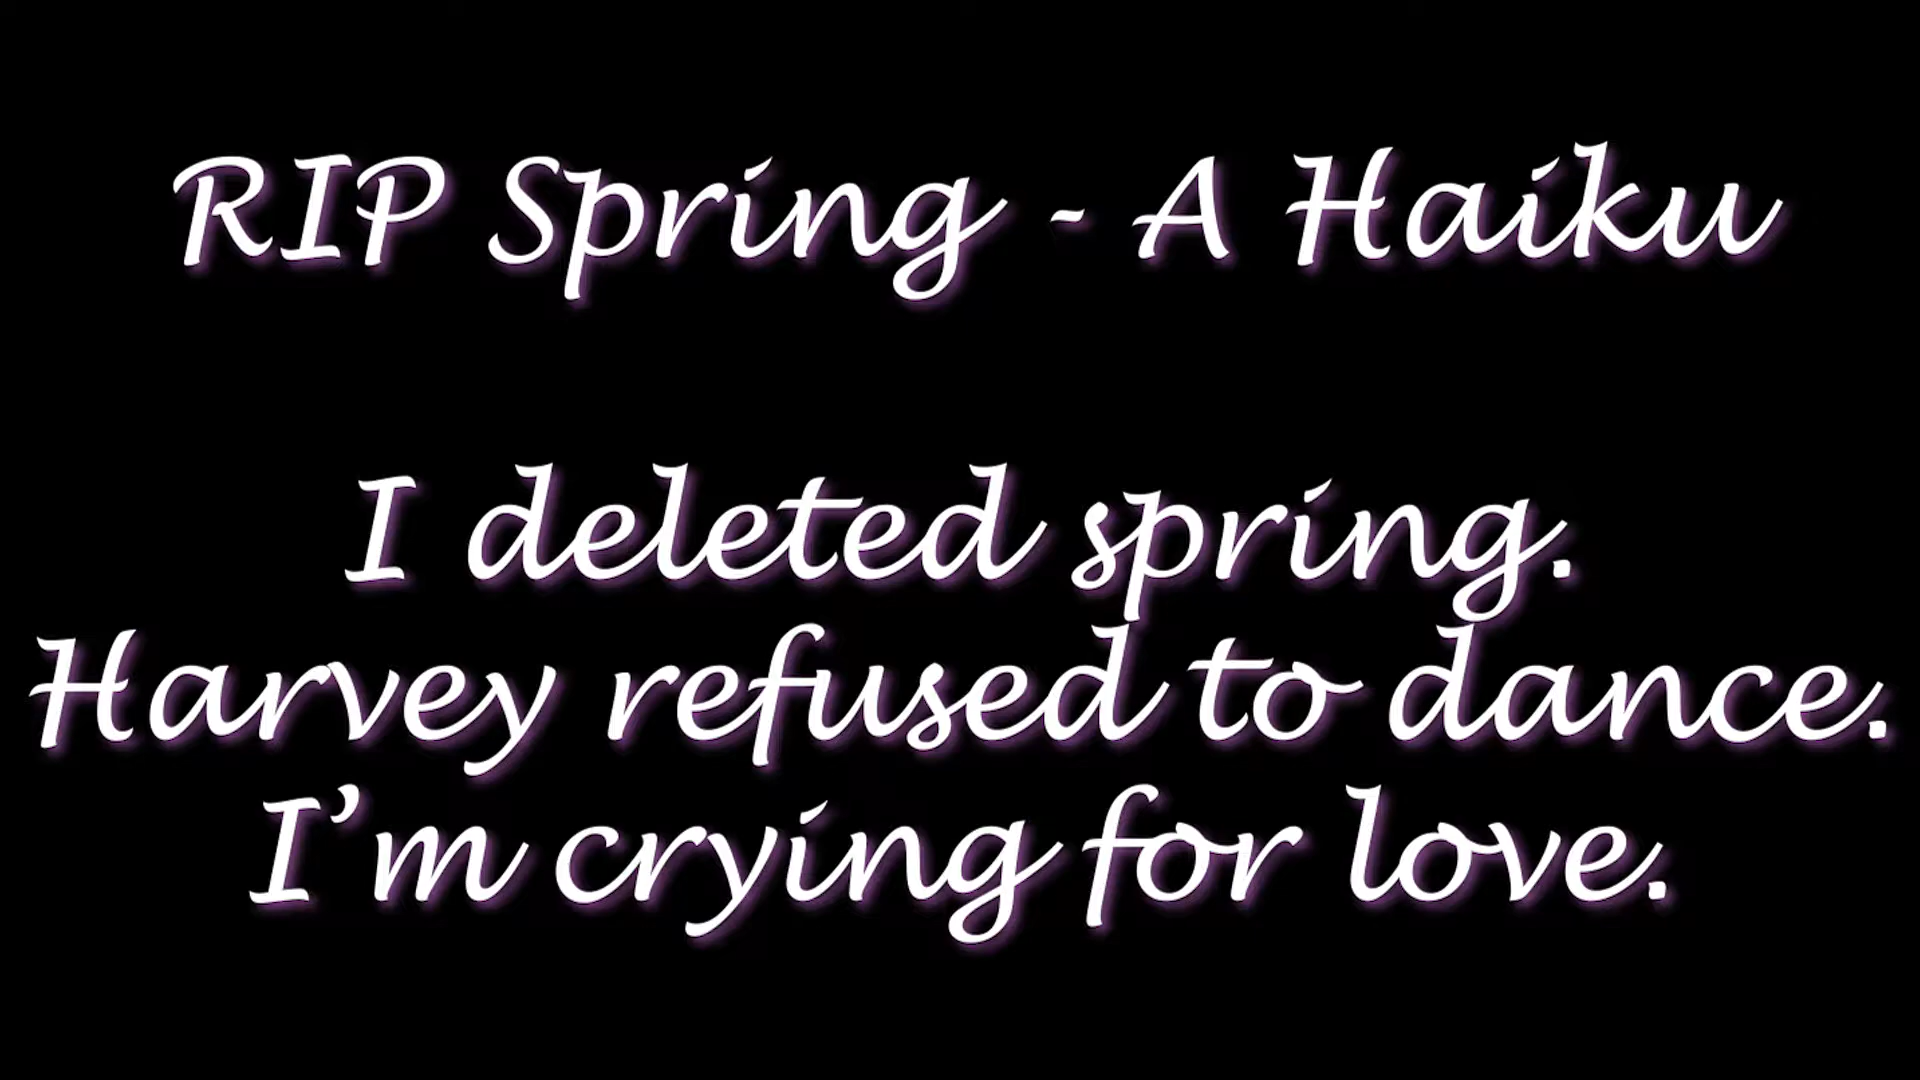 RIP Spring - A Haiku
I deleted spring.
Harvey refused to dance.
I’m crying for love.